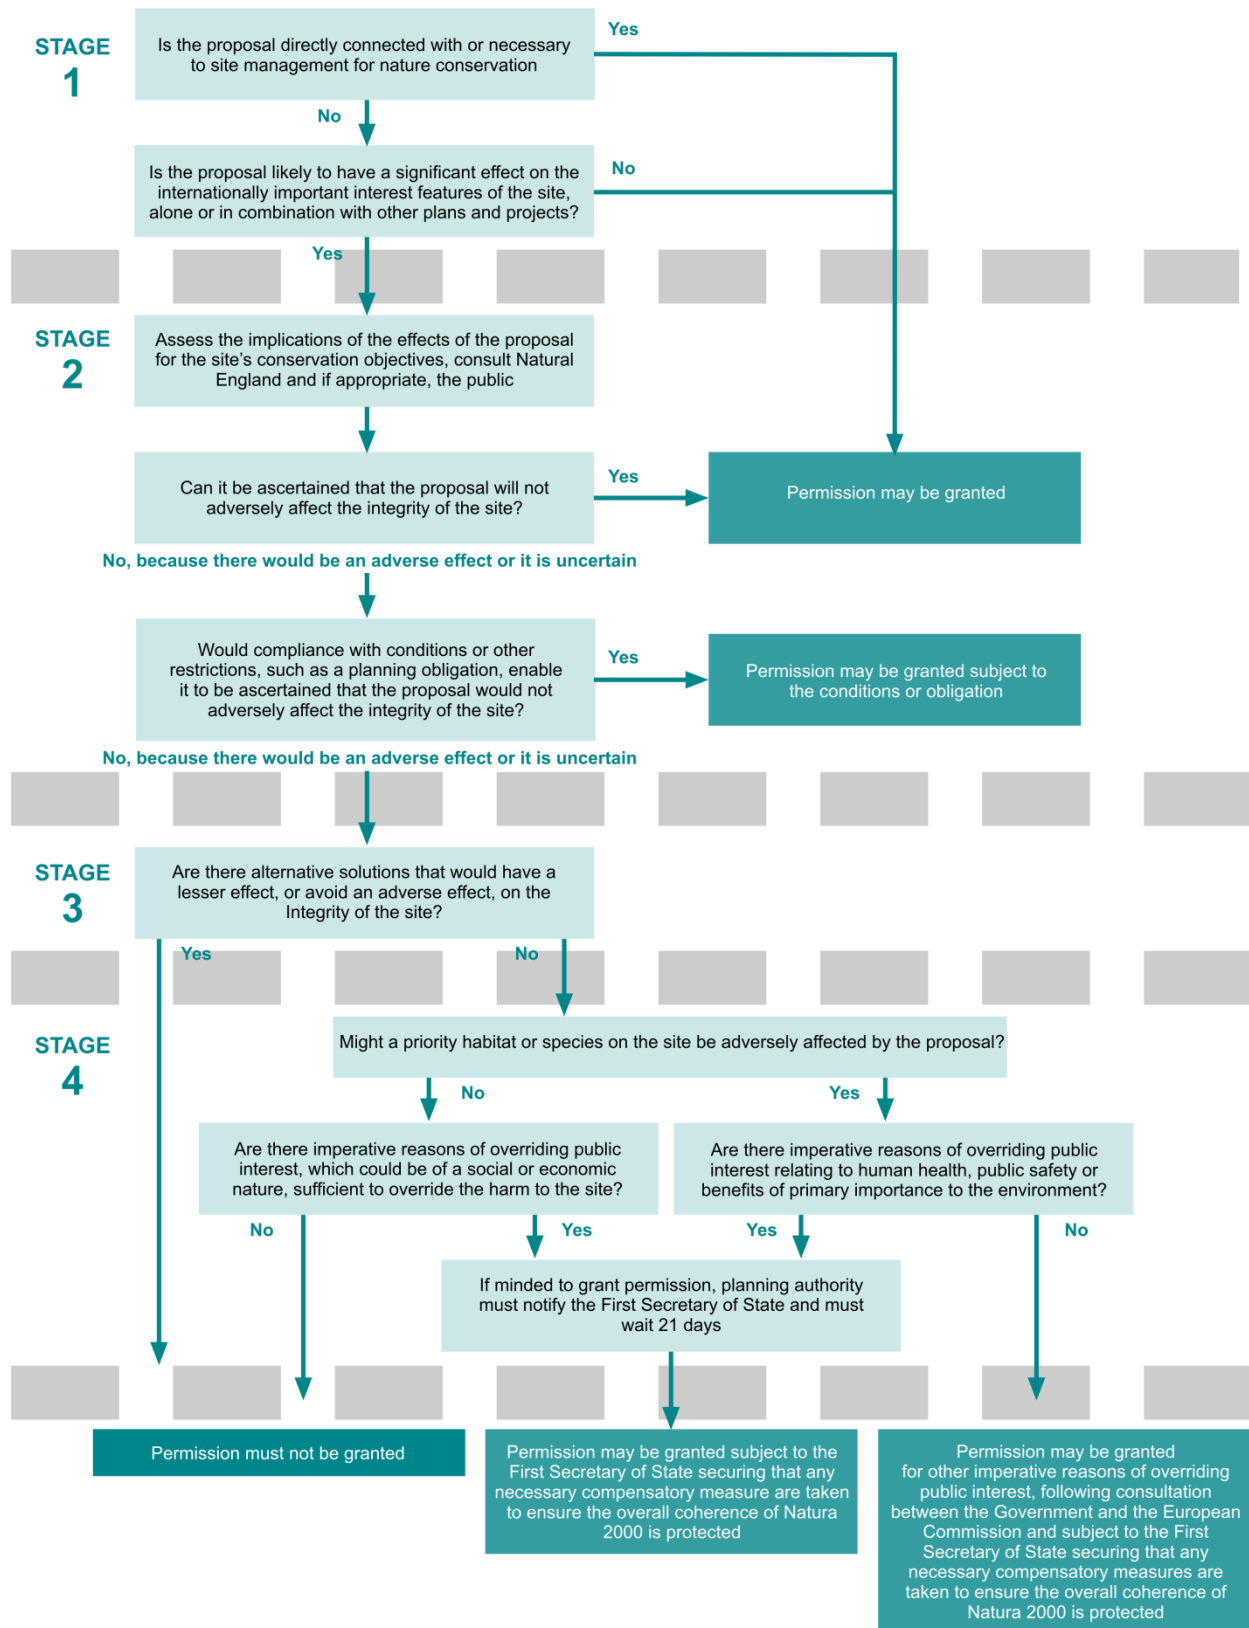 STAGE
1
Is the proposal directly connected with or necessary
to site management for nature conservation
Yes
No
Is the proposal likely to have a significant effect on the
internationally important interest features of the site,
alone or in combination with other plans and projects?
No
Yes
STAGE
2
Assess the implications of the effects of the proposal
for the site’s conservation objectives, consult Natural
England and if appropriate, the public
Can it be ascertained that the proposal will not
adversely affect the integrity of the site?
Yes
Permission may be granted
No, because there would be an adverse effect or it is uncertain
Would compliance with conditions or other
restrictions, such as a planning obligation, enable
it to be ascertained that the proposal would not
adversely affect the integrity of the site?
Yes
Permission may be granted subject to
the conditions or obligation
No, because there would be an adverse effect or it is uncertain
STAGE
3
Are there alternative solutions that would have a
lesser effect, or avoid an adverse effect, on the
Integrity of the site?
Yes
No
STAGE
4
Might a priority habitat or species on the site be adversely affected by the proposal?
No
Yes
Are there imperative reasons of overriding public
interest, which could be of a social or economic
nature, sufficient to override the harm to the site?
Are there imperative reasons of overriding public
interest relating to human health, public safety or
benefits of primary importance to the environment?
No
Yes
Yes
No
If minded to grant permission, planning authority
must notify the First Secretary of State and must
wait 21 days
Permission must not be granted
Permission may be granted subject to the
First Secretary of State securing that any
necessary compensatory measure are taken
to ensure the overall coherence of Natura
2000 is protected
Permission may be granted
for other imperative reasons of overriding
public interest, following consultation
between the Government and the European
Commission and subject to the First
Secretary of State securing that any
necessary compensatory measures are
taken to ensure the overall coherence of
Natura 2000 is protected